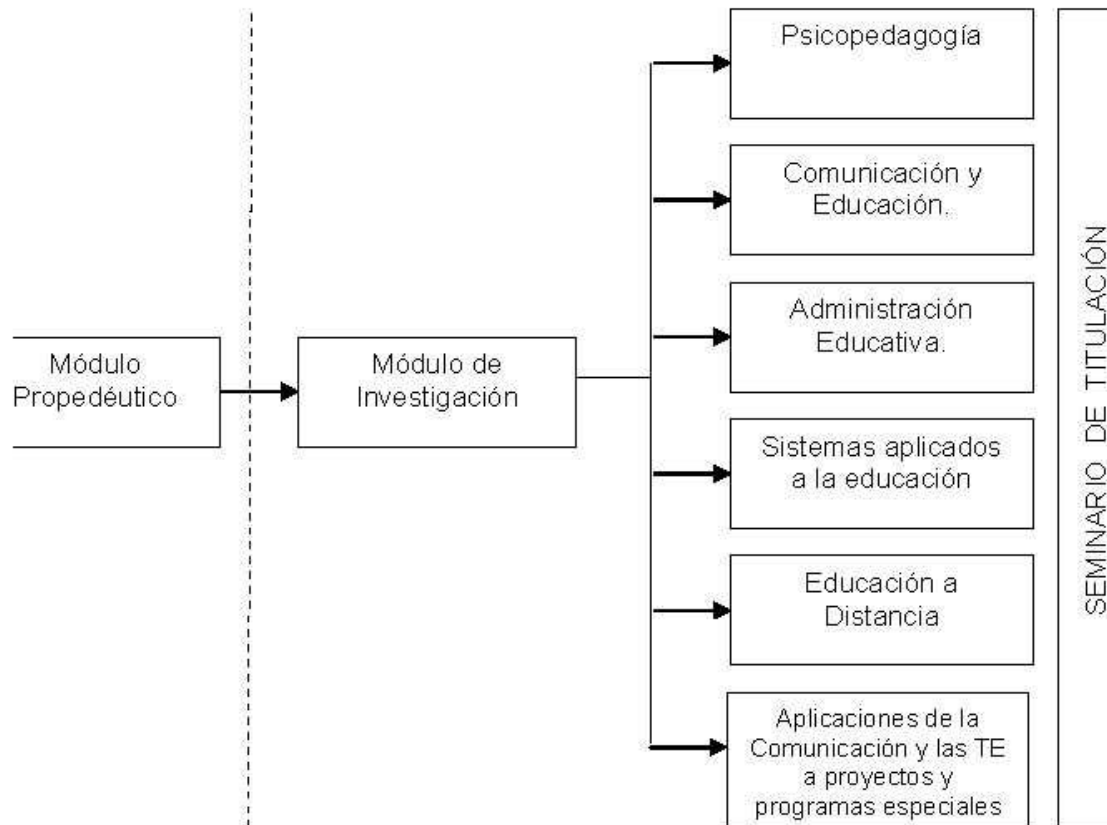 Módulo
Propedéutico
Módulo de
Investigación
Psicopedagogía
Comunicación y
Educación.
Administración
Educativa.
Sistemas aplicados
a la educación
Educación a
Distancia
Aplicaciones de la
Comunicación y las TE
a proyectos y
programas especiales
SEMINARIO DE TITULACIÓN